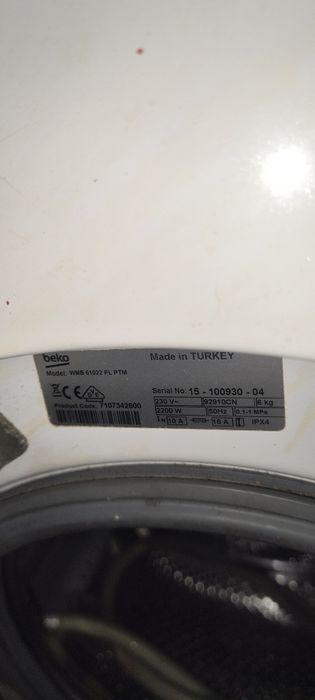 beko
Made in TURKEY
Model: WMB 61022 PL PTM
Serial No: 15 - 100930 - 04
Product Code: 7107342800
230 V~ 92910CN 6 kg
2200 W 50Hz 0.1-1 MPa
10 A 16 A IPX4